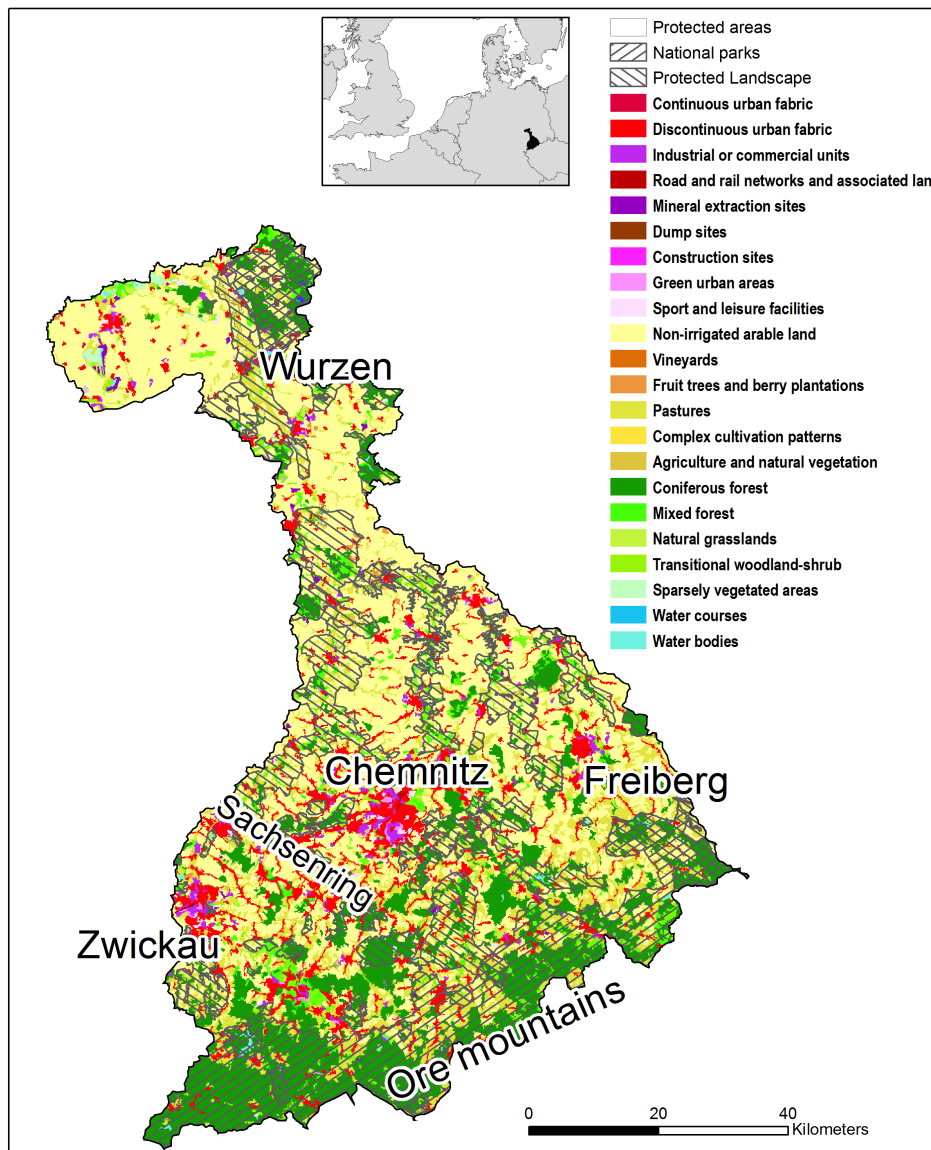 Protected areas
National parks
Protected Landscape
Continuous urban fabric
Discontinuous urban fabric
Industrial or commercial units
Road and rail networks and associated lan
Mineral extraction sites
Dump sites
Construction sites
Green urban areas
Sport and leisure facilities
Non-irrigated arable land
Vineyards
Fruit trees and berry plantations
Pastures
Complex cultivation patterns
Agriculture and natural vegetation
Coniferous forest
Mixed forest
Natural grasslands
Transitional woodland-shrub
Sparsely vegetated areas
Water courses
Water bodies
Wurzen
Chemnitz
Freiberg
Sachsenring
Zwickau
Ore mountains
0 20 40
Kilometers